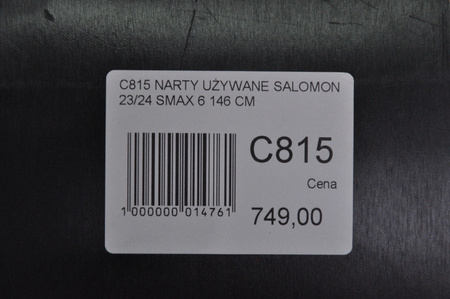 C815 NARTY UŻYWANE SALOMON
23/24 SMAX 6 146 CM
C815
Cena
1 000000 014761
749,00